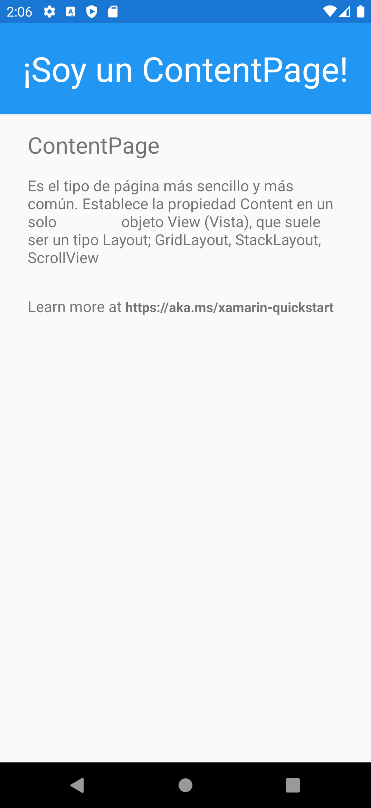 2:06
¡Soy un ContentPage!
ContentPage
Es el tipo de página más sencillo y más
común. Establece la propiedad Content en un
solo objeto View (Vista), que suele
ser un tipo Layout; GridLayout, StackLayout,
ScrollView
Learn more at https://aka.ms/xamarin-quickstart